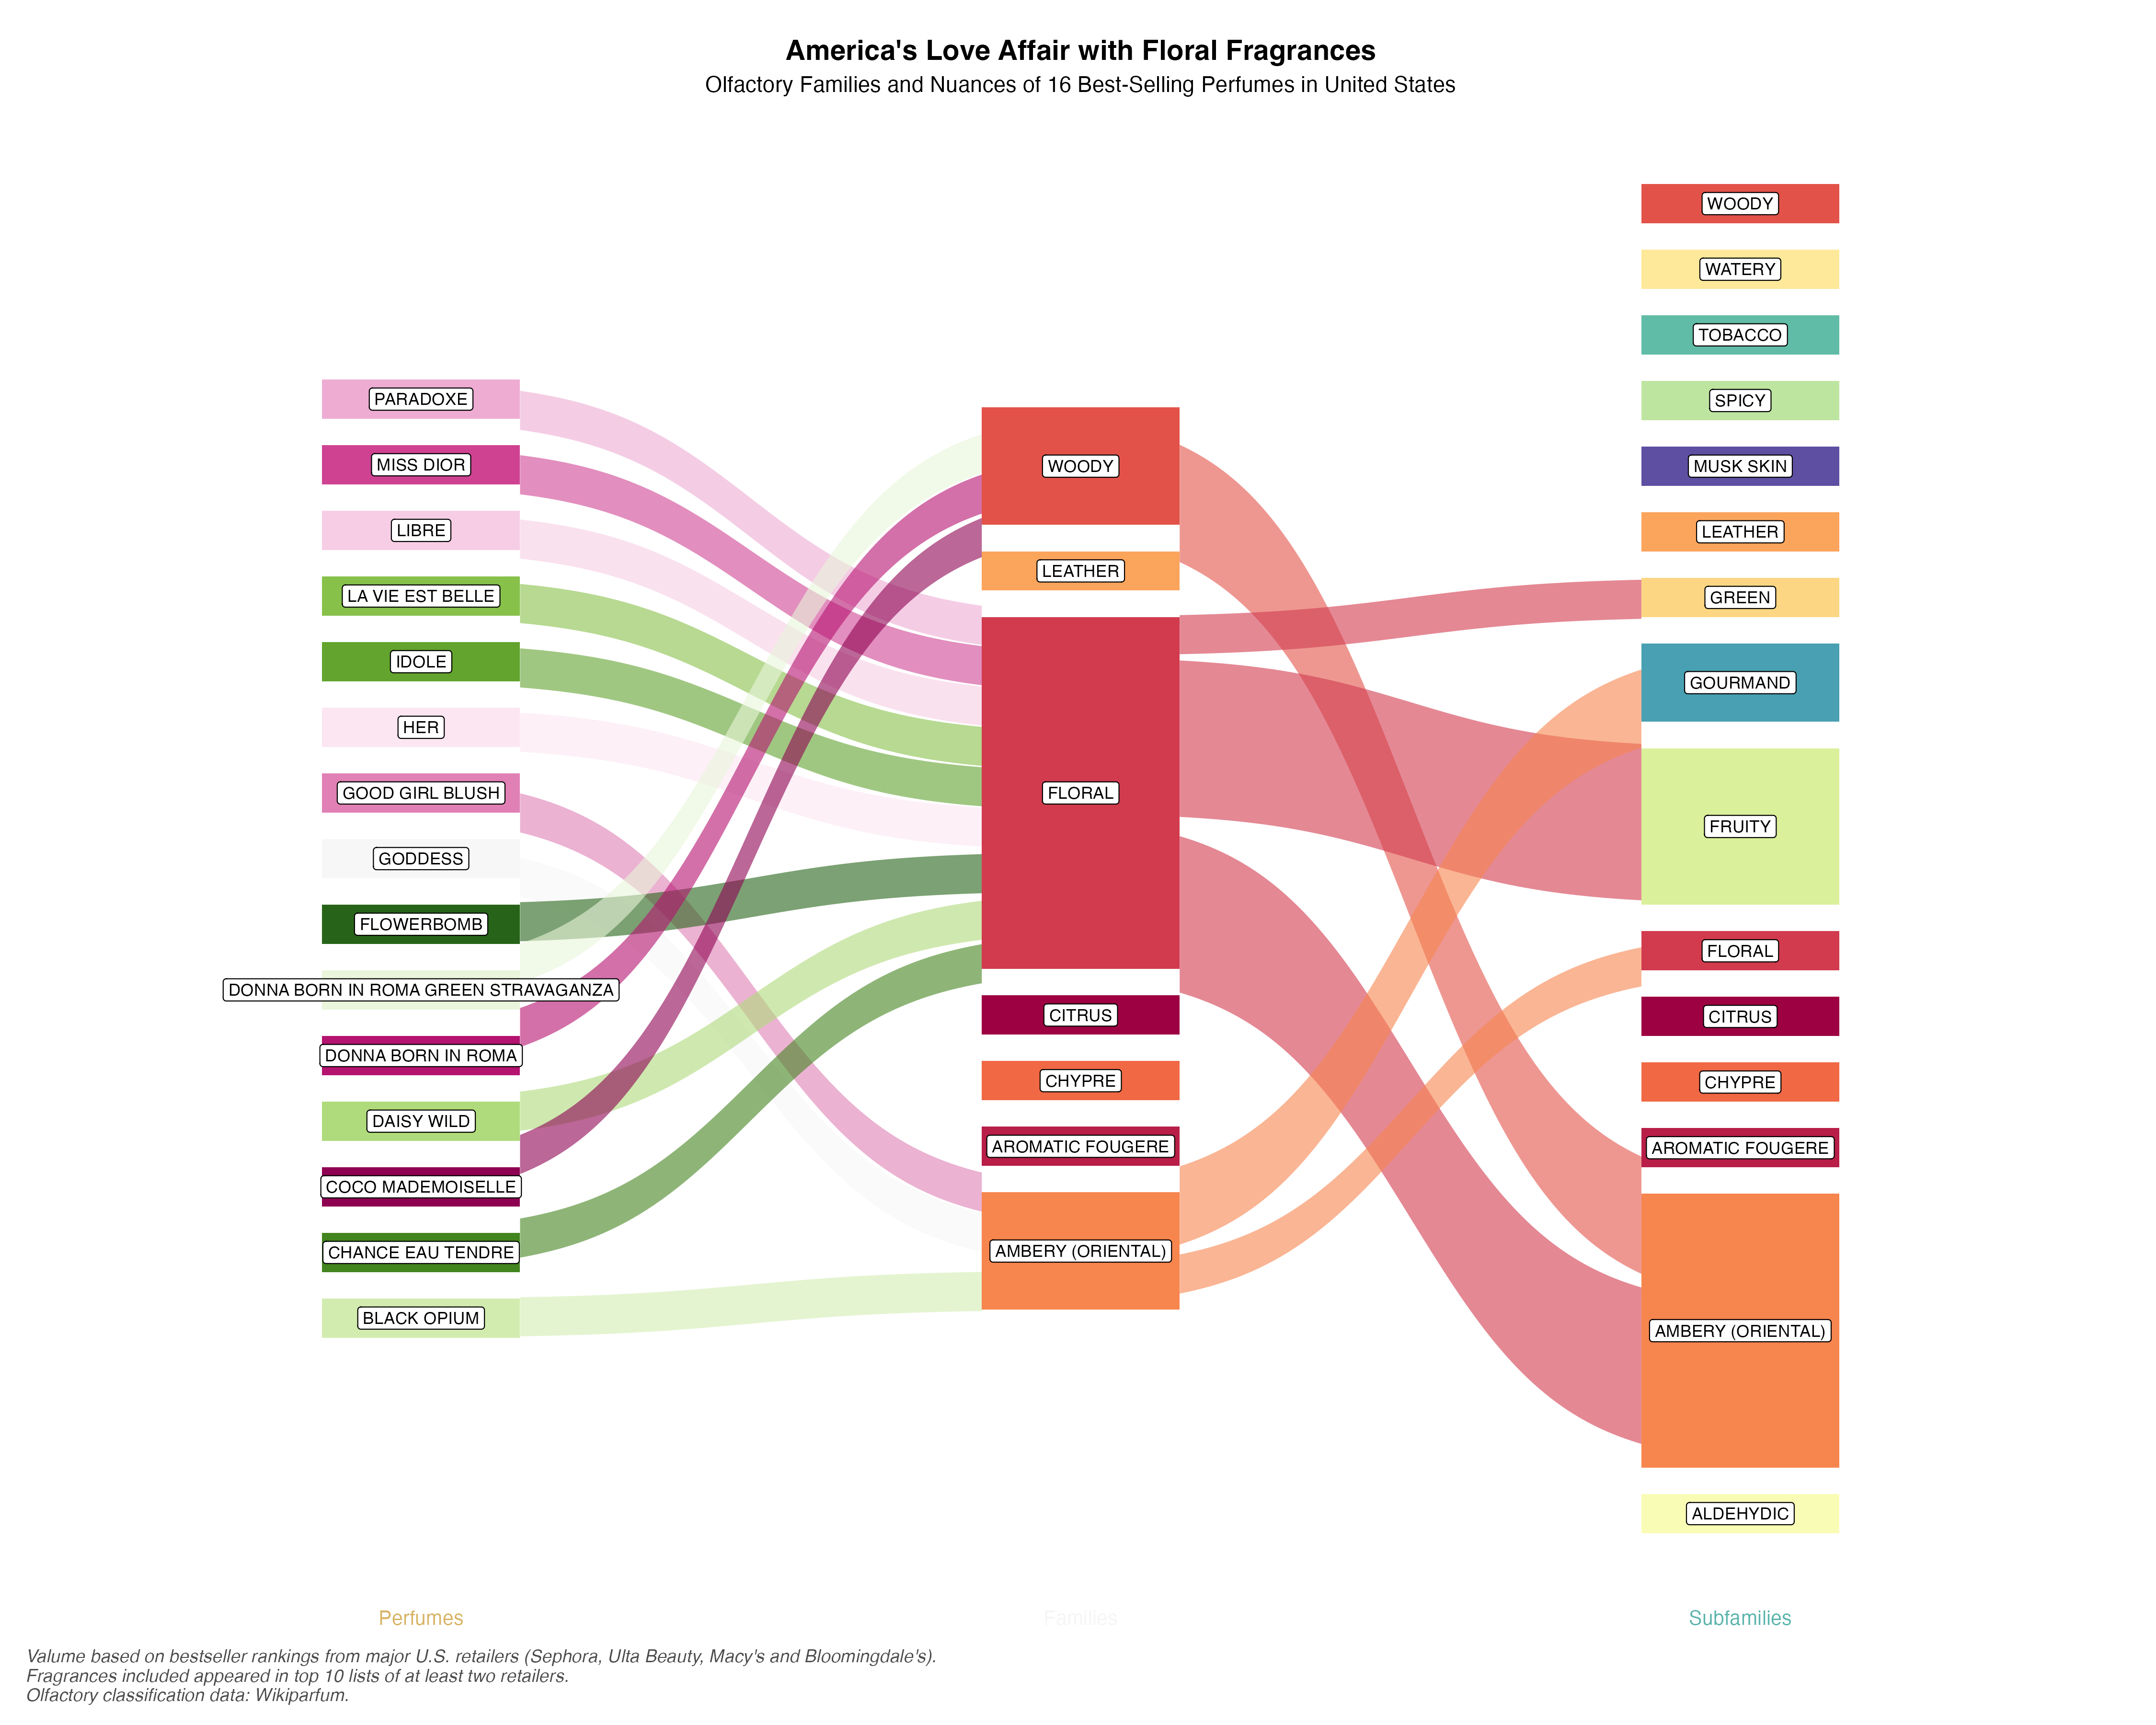 America's Love Affair with Floral Fragrances
Olfactory Families and Nuances of 16 Best-Selling Perfumes in United States
PARADOXE
MISS DIOR
LIBRE
LA VIE EST BELLE
IDOLE
HER
GOOD GIRL BLUSH
GODDESS
FLOWERBOMB
DONNA BORN IN ROMA GREEN STRAVAGANZA
DONNA BORN IN ROMA
DAISY WILD
COCO MADEMOISELLE
CHANCE EAU TENDRE
BLACK OPIUM
WOODY
LEATHER
FLORAL
CITRUS
CHYPRE
AROMATIC FOUGERE
AMBERY (ORIENTAL)
WOODY
WATERY
TOBACCO
SPICY
MUSK SKIN
LEATHER
GREEN
GOURMAND
FRUITY
FLORAL
CITRUS
CHYPRE
AROMATIC FOUGERE
AMBERY (ORIENTAL)
ALDEHYDIC
Perfumes
Families
Subfamilies
Valume based on bestseller rankings from major U.S. retailers (Sephora, Ulta Beauty, Macy's and Bloomingdale's).
Fragrances included appeared in top 10 lists of at least two retailers.
Olfactory classification data: Wikiparfum.